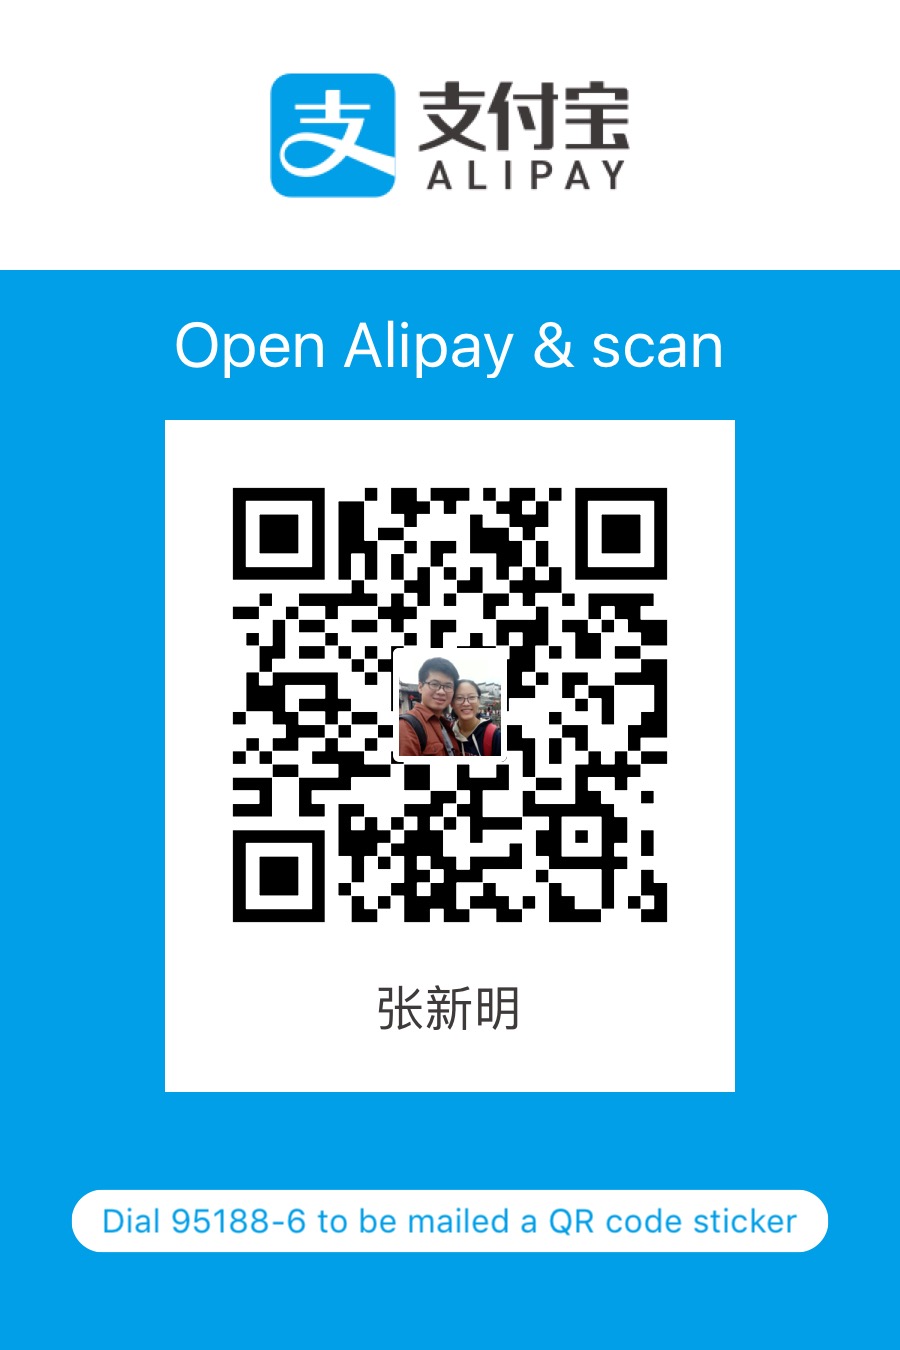 支 支付宝
ALIPAY
Open Alipay & scan
张新明
Dial 95188-6 to be mailed a QR code sticker